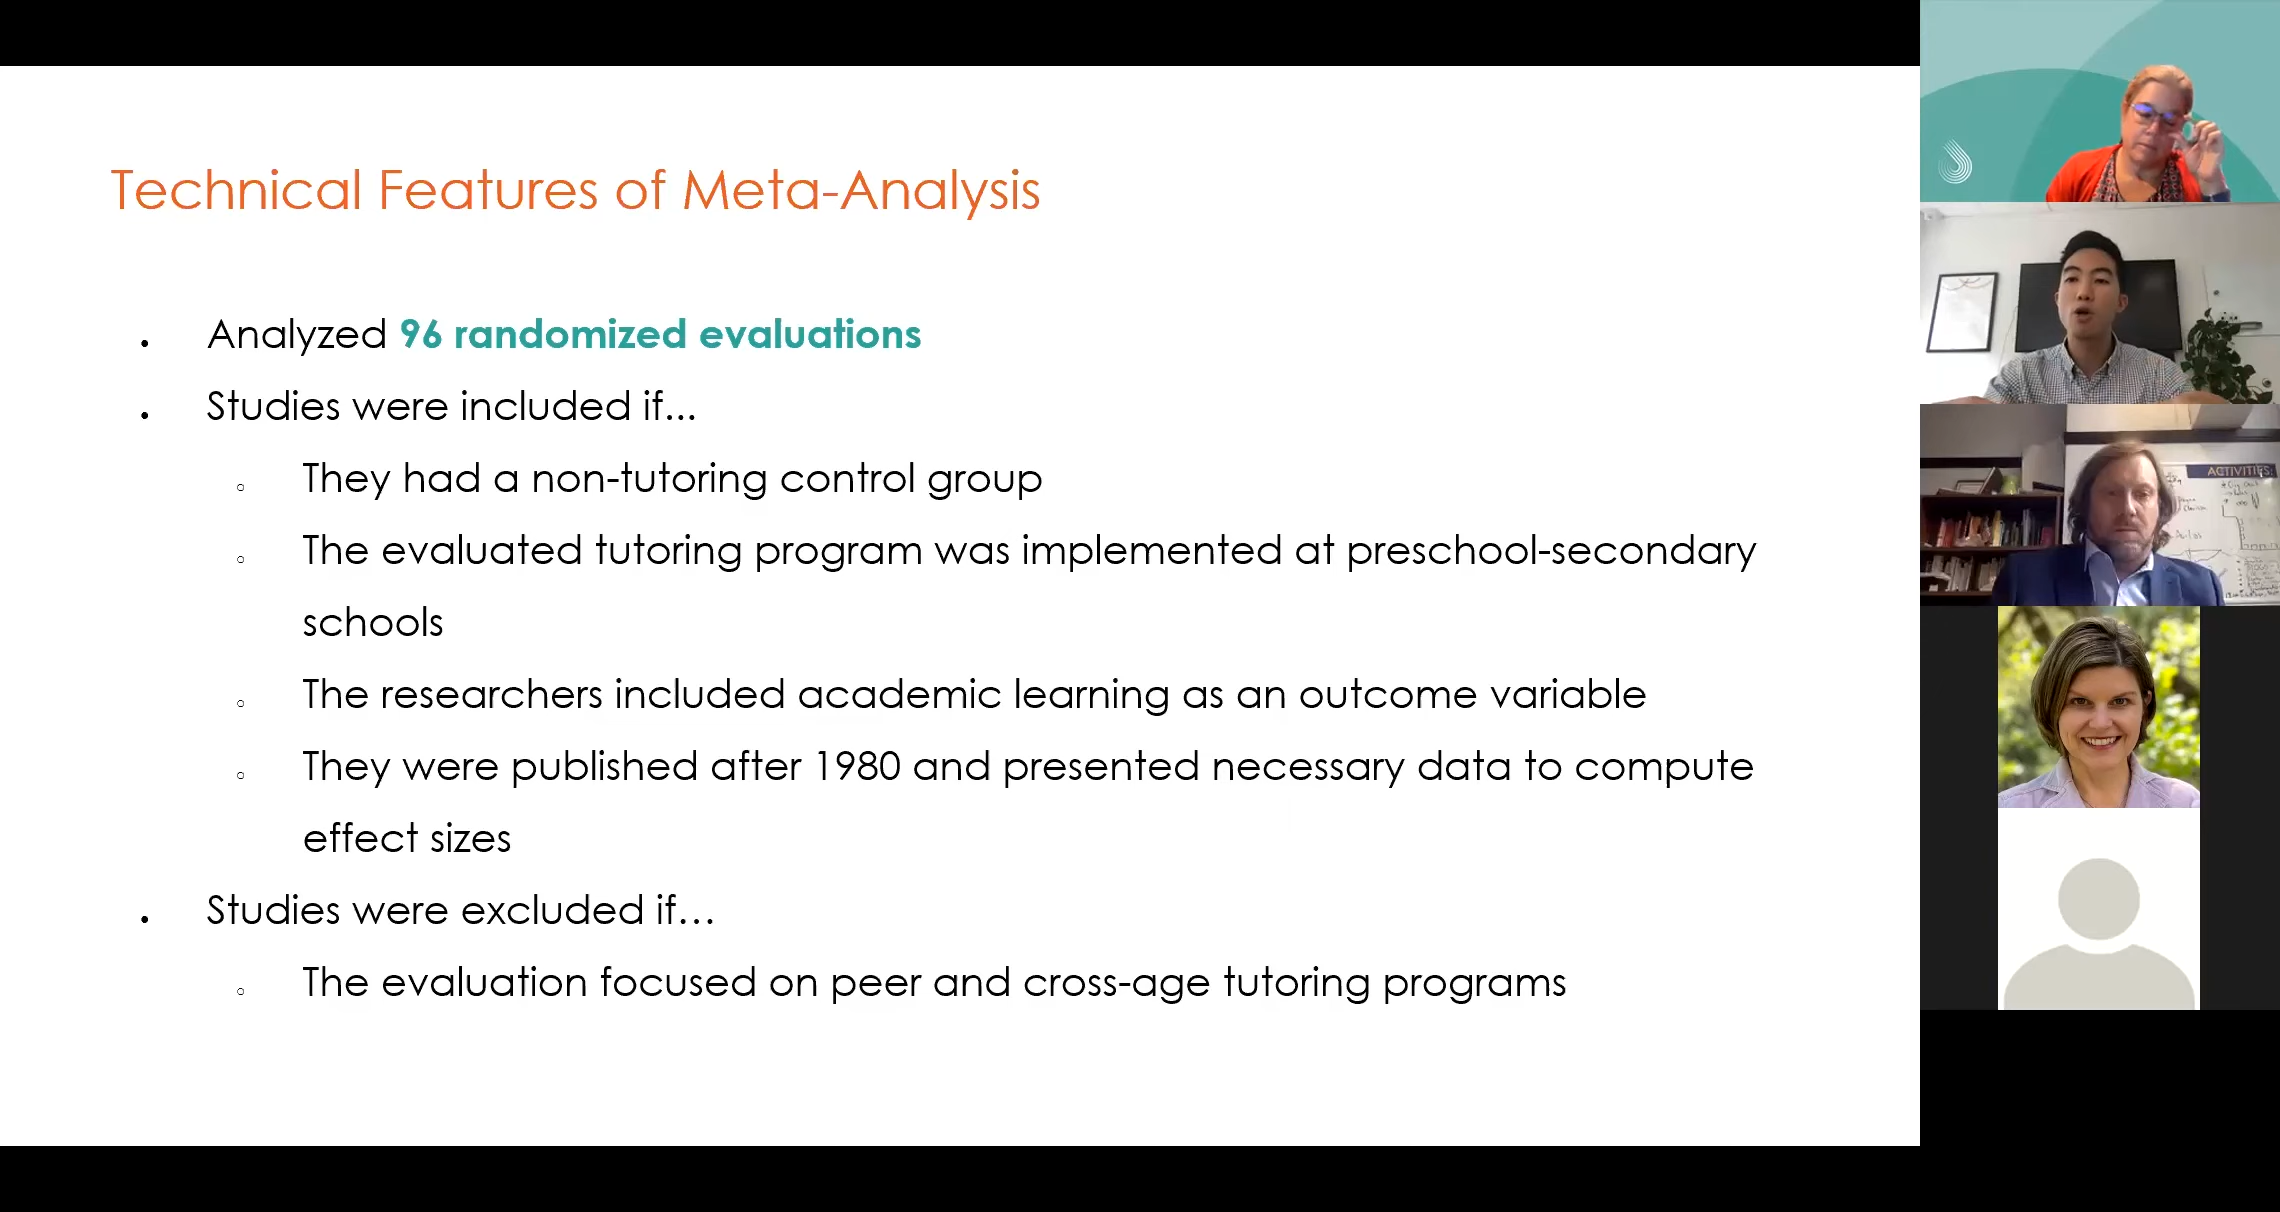 Technical Features of Meta-Analysis
Analyzed 96 randomized evaluations
Studies were included if...
They had a non-tutoring control group
The evaluated tutoring program was implemented at preschool-secondary
schools
The researchers included academic learning as an outcome variable
They were published after 1980 and presented necessary data to compute
effect sizes
Studies were excluded if…
The evaluation focused on peer and cross-age tutoring programs
ACTIVITIES: